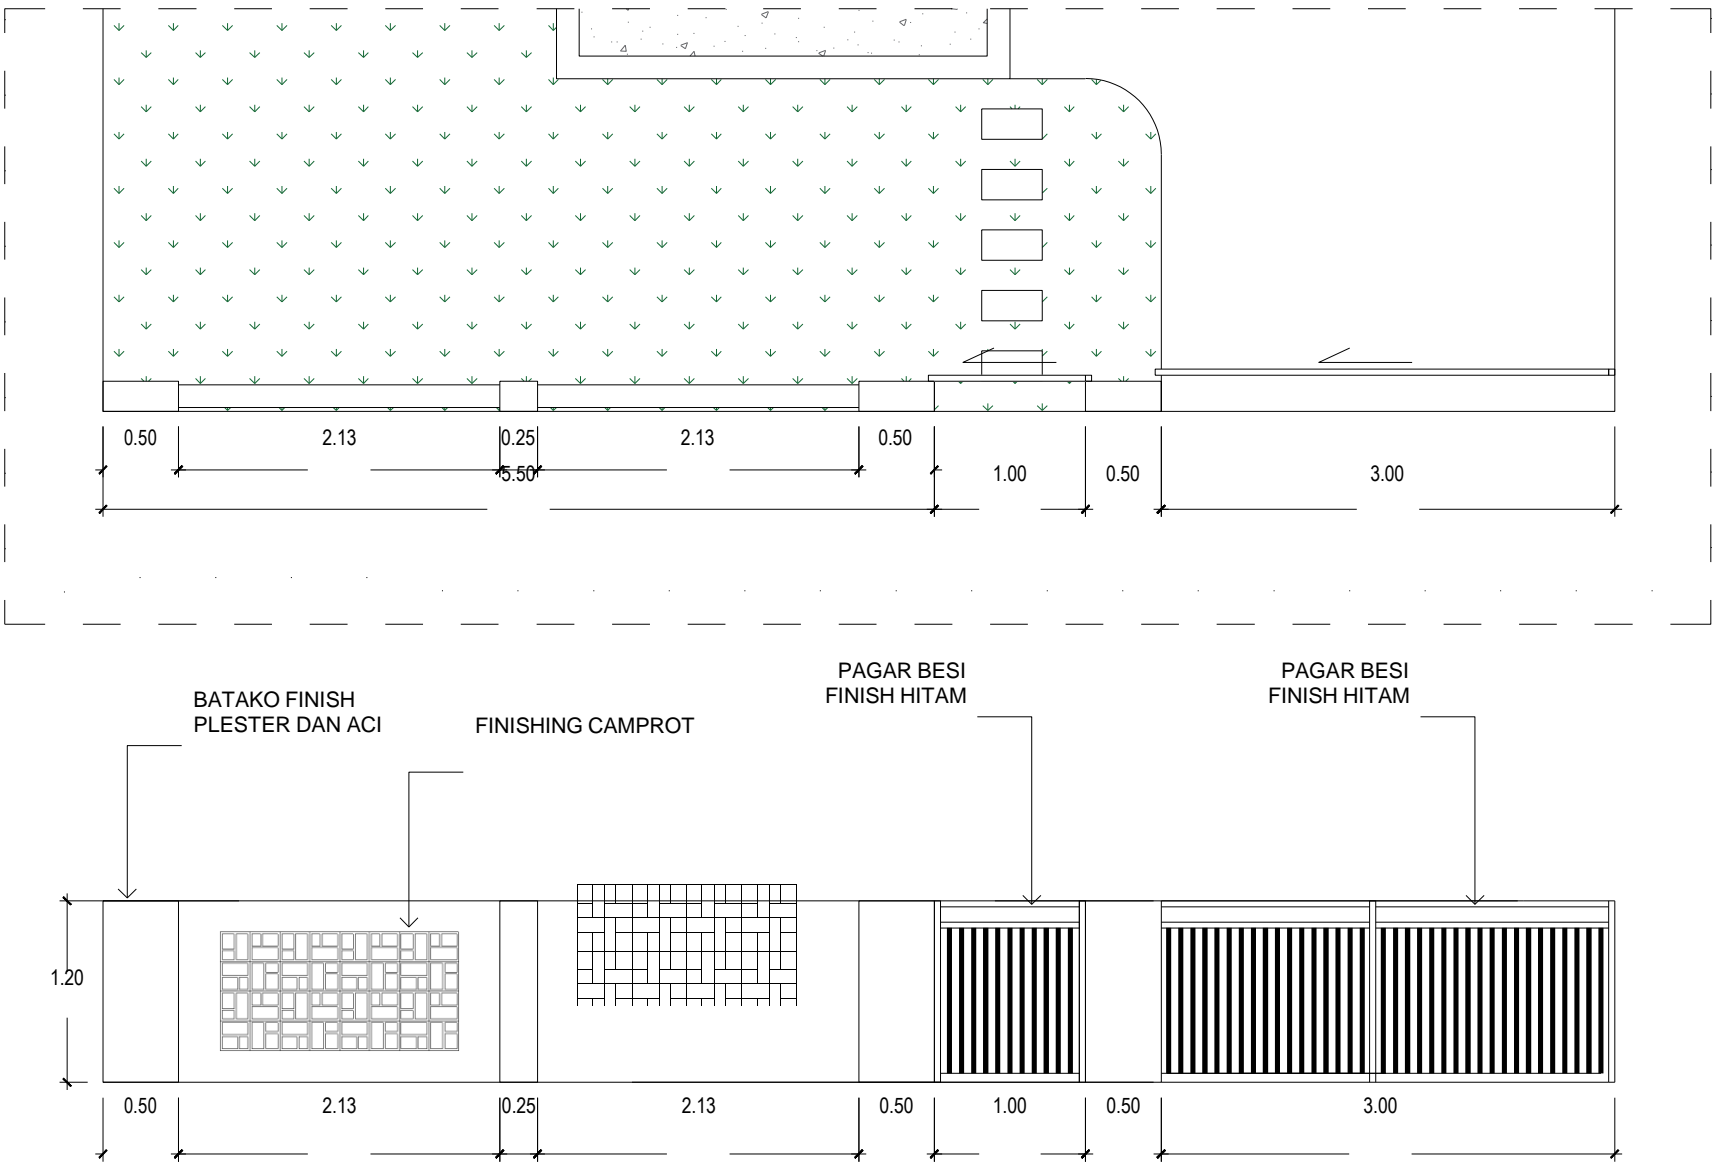 0.50 2.13 0.25 2.13 0.50
5.50 1.00 0.50 3.00
PAGAR BESI
FINISH HITAM
PAGAR BESI
FINISH HITAM
BATAKO FINISH
PLESTER DAN ACI
FINISHING CAMPROT
1.20
0.50 2.13 0.25 2.13 0.50 1.00 0.50 3.00